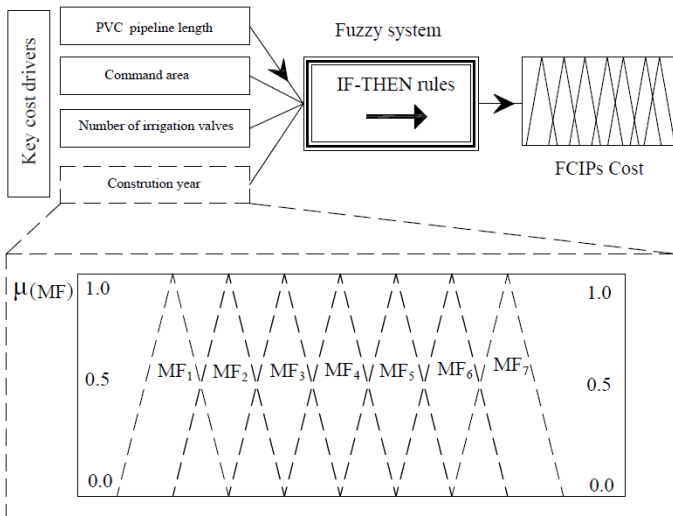 Key cost drivers
PVC pipeline length
Command area
Number of irrigation valves
Constrution year
Fuzzy system
IF-THEN rules
FCIPs Cost
μ(MF)
1.0
0.5
0.0
MF1
MF2
MF3
MF4
MF5
MF6
MF7
1.0
0.5
0.0